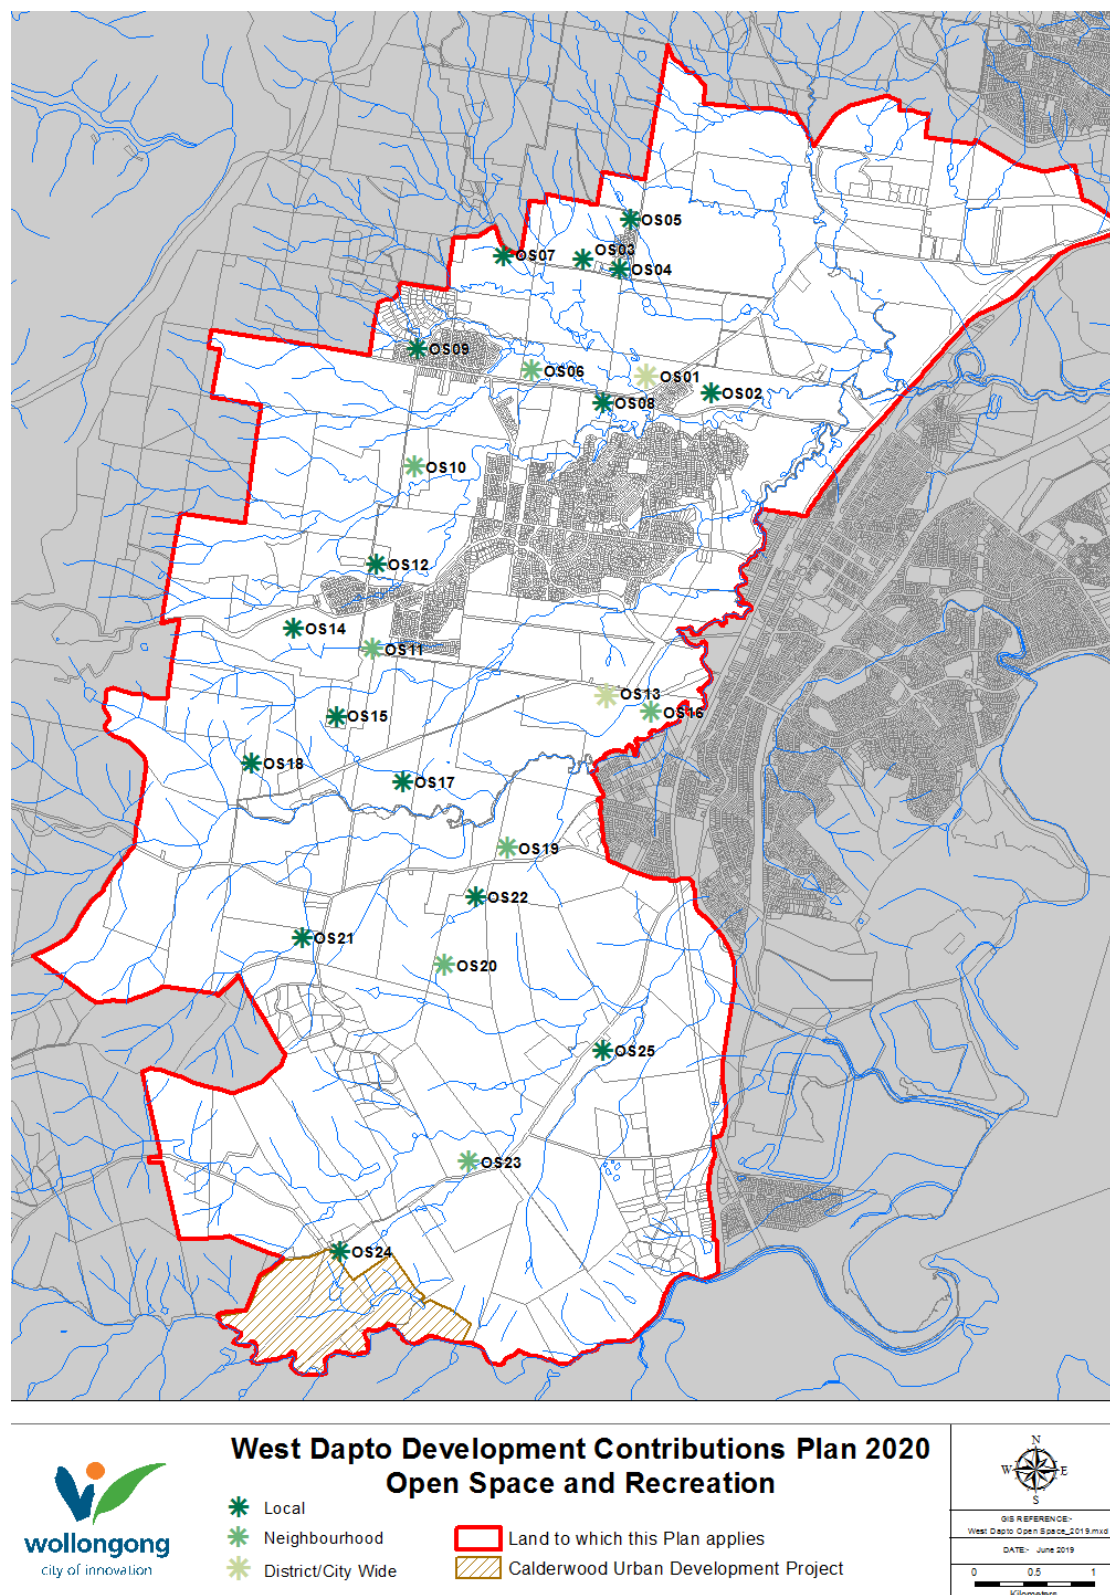 OS05
OS03
OS07
OS04
OS09
OS06
OS01
OS02
OS08
OS10
OS12
OS14
OS11
OS13
OS16
OS15
OS18
OS17
OS19
OS22
OS21
OS20
OS25
OS23
OS24
West Dapto Development Contributions Plan 2020
Open Space and Recreation
Local
Neighbourhood
District/City Wide
Land to which this Plan applies
Calderwood Urban Development Project
wollongong
city of innovation
N
W E
S
GIS REFERENCE:-
West Dapto Open Space_2019.mxd
DATE:- June 2019
0 0.5 1
Kilometers